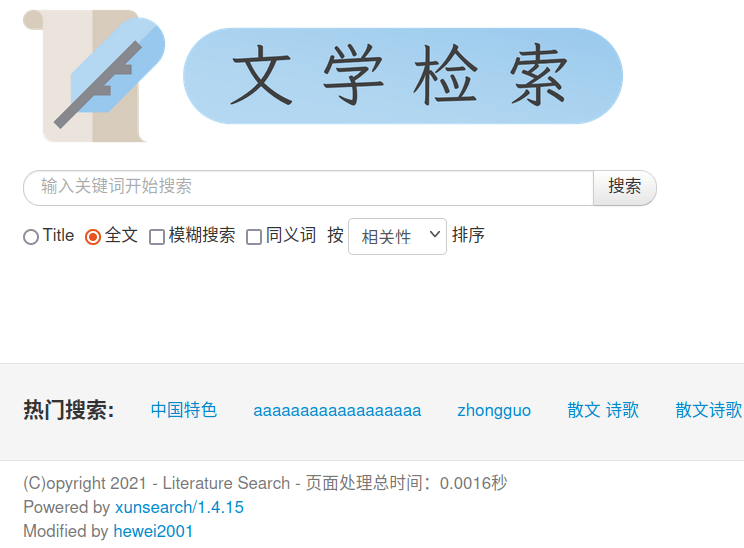 文学检索
输入关键词开始搜索 搜索
Title 全文 模糊搜索 同义词 按 相关性 排序
热门搜索: 中国特色 aaaaaaaaaaaaaaaaaa zhongguo 散文 诗歌 散文诗歌
(C)opyright 2021 - Literature Search - 页面处理总时间：0.0016秒
Powered by xunsearch/1.4.15
Modified by hewei2001